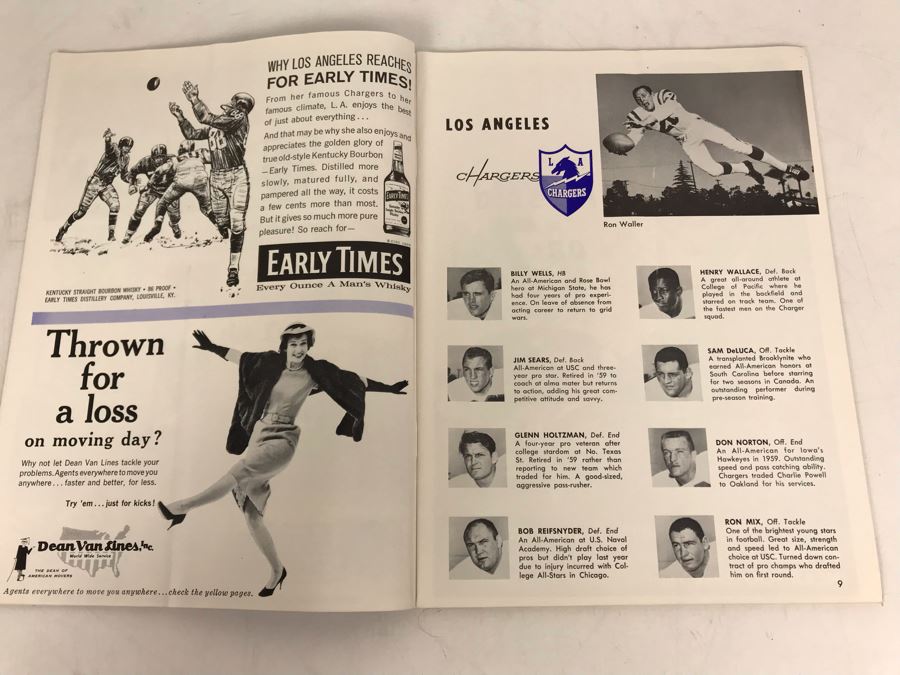 WHY LOS ANGELES REACHES
FOR EARLY TIMES!
From her famous Chargers to her
famous climate, L. A. enjoys the best
of just about everything . . .
And that may be why she also enjoys and
appreciates the golden glory of
true old-style Kentucky Bourbon
—Early Times. Distilled more
slowly, matured fully, and
pampered all the way, it costs
a few cents more than most.
But it gives so much more pure
pleasure! So reach for—
EARLY TIMES
Every Ounce A Man's Whisky
KENTUCKY STRAIGHT BOURBON WHISKY • 86 PROOF •
EARLY TIMES DISTILLERY COMPANY, LOUISVILLE, KY.
88
Thrown
for
a loss
on moving day?
Why not let Dean Van Lines tackle your
problems. Agents everywhere to move you
anywhere . . . faster and better, for less.
Try 'em . . . just for kicks!
Dean Van Lines, Inc.
World Wide Service
THE DEAN OF
AMERICAN MOVERS
Agents everywhere to move you anywhere...check the yellow pages.
LOS ANGELES
CHARGERS
L A
CHARGERS
Ron Waller
BILLY WELLS, HB
An All-American and Rose Bowl
hero at Michigan State, he has
had four years of pro experi-
ence. On leave of absence from
acting career to return to grid
wars.
JIM SEARS, Def. Back
All-American at USC and three-
year pro star. Retired in '59 to
coach at alma mater but returns
to action, adding his great com-
petitive attitude and savvy.
GLENN HOLTZMAN, Def. End
A four-year pro veteran after
college stardom at No. Texas
St. Retired in '59 rather than
reporting to new team which
traded for him. A good-sized,
aggressive pass-rusher.
BOB REIFSNYDER, Def. End
An All-American at U.S. Naval
Academy. High draft choice of
pros but didn't play last year
due to injury incurred with Col-
lege All-Stars in Chicago.
HENRY WALLACE, Def. Back
A great all-around athlete at
College of Pacific where he
played in the backfield and
starred on track team. One of
the fastest men on the Charger
squad.
SAM DeLUCA, Off. Tackle
A transplanted Brooklynite who
earned All-American honors at
South Carolina before starring
for two seasons in Canada. An
outstanding performer during
pre-season training.
DON NORTON, Off. End
An All-American for Iowa's
Hawkeyes in 1959. Outstanding
speed and pass catching ability.
Chargers traded Charlie Powell
to Oakland for his services.
RON MIX, Off. Tackle
One of the brightest young stars
in football. Great size, strength
and speed led to All-American
choice at USC. Turned down con-
tract of pro champs who drafted
him on first round.
9